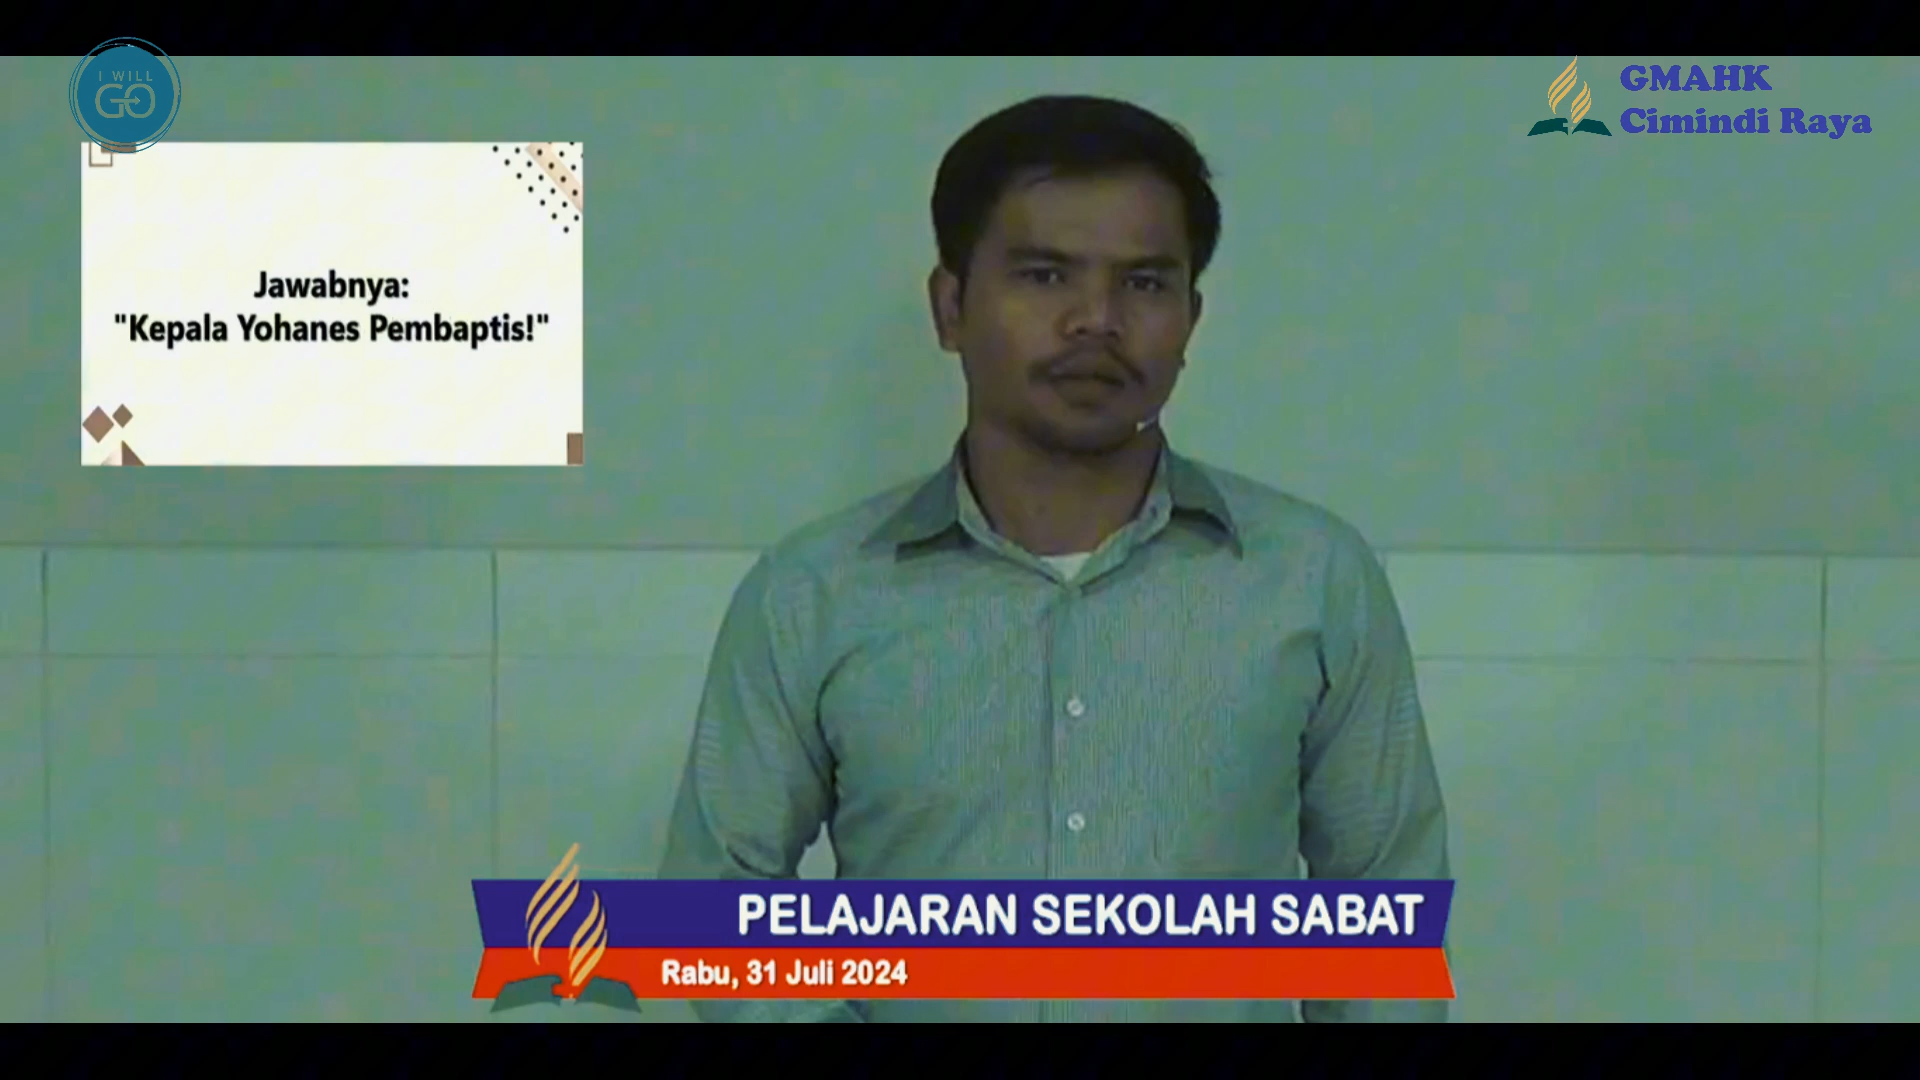 I WILL
GO
GMAHK
Cimindi Raya
Jawabnya:
"Kepala Yohanes Pembaptis!"
PELAJARAN SEKOLAH SABAT
Rabu, 31 Juli 2024